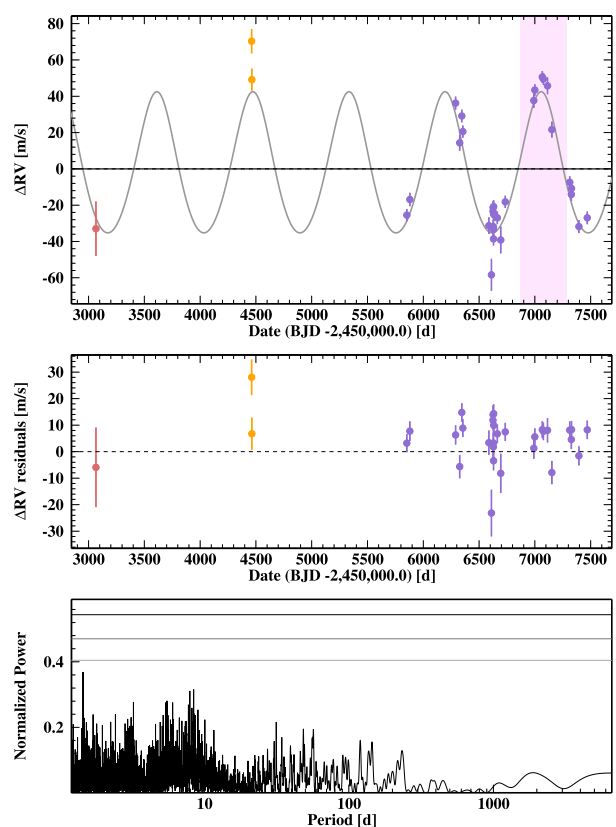 ΔRV [m/s]
80
60
40
20
0
-20
-40
-60
3000 3500 4000 4500 5000 5500 6000 6500 7000 7500
Date (BJD -2,450,000.0) [d]
ΔRV residuals [m/s]
30
20
10
0
-10
-20
-30
3000 3500 4000 4500 5000 5500 6000 6500 7000 7500
Date (BJD -2,450,000.0) [d]
Normalized Power
0.4
0.2
10 100 1000
Period [d]